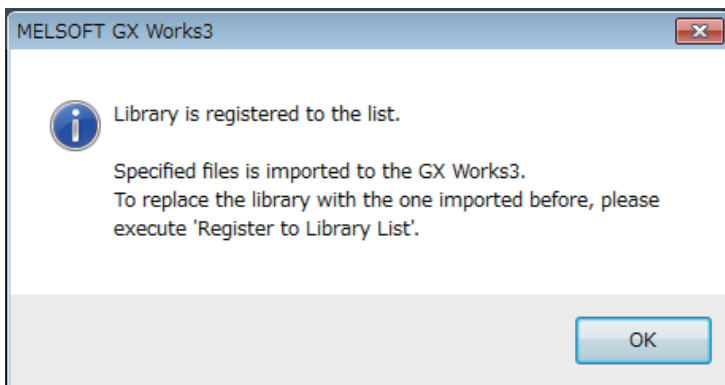 MELSOFT GX Works3
Library is registered to the list.
Specified files is imported to the GX Works3.
To replace the library with the one imported before, please
execute 'Register to Library List'.
OK